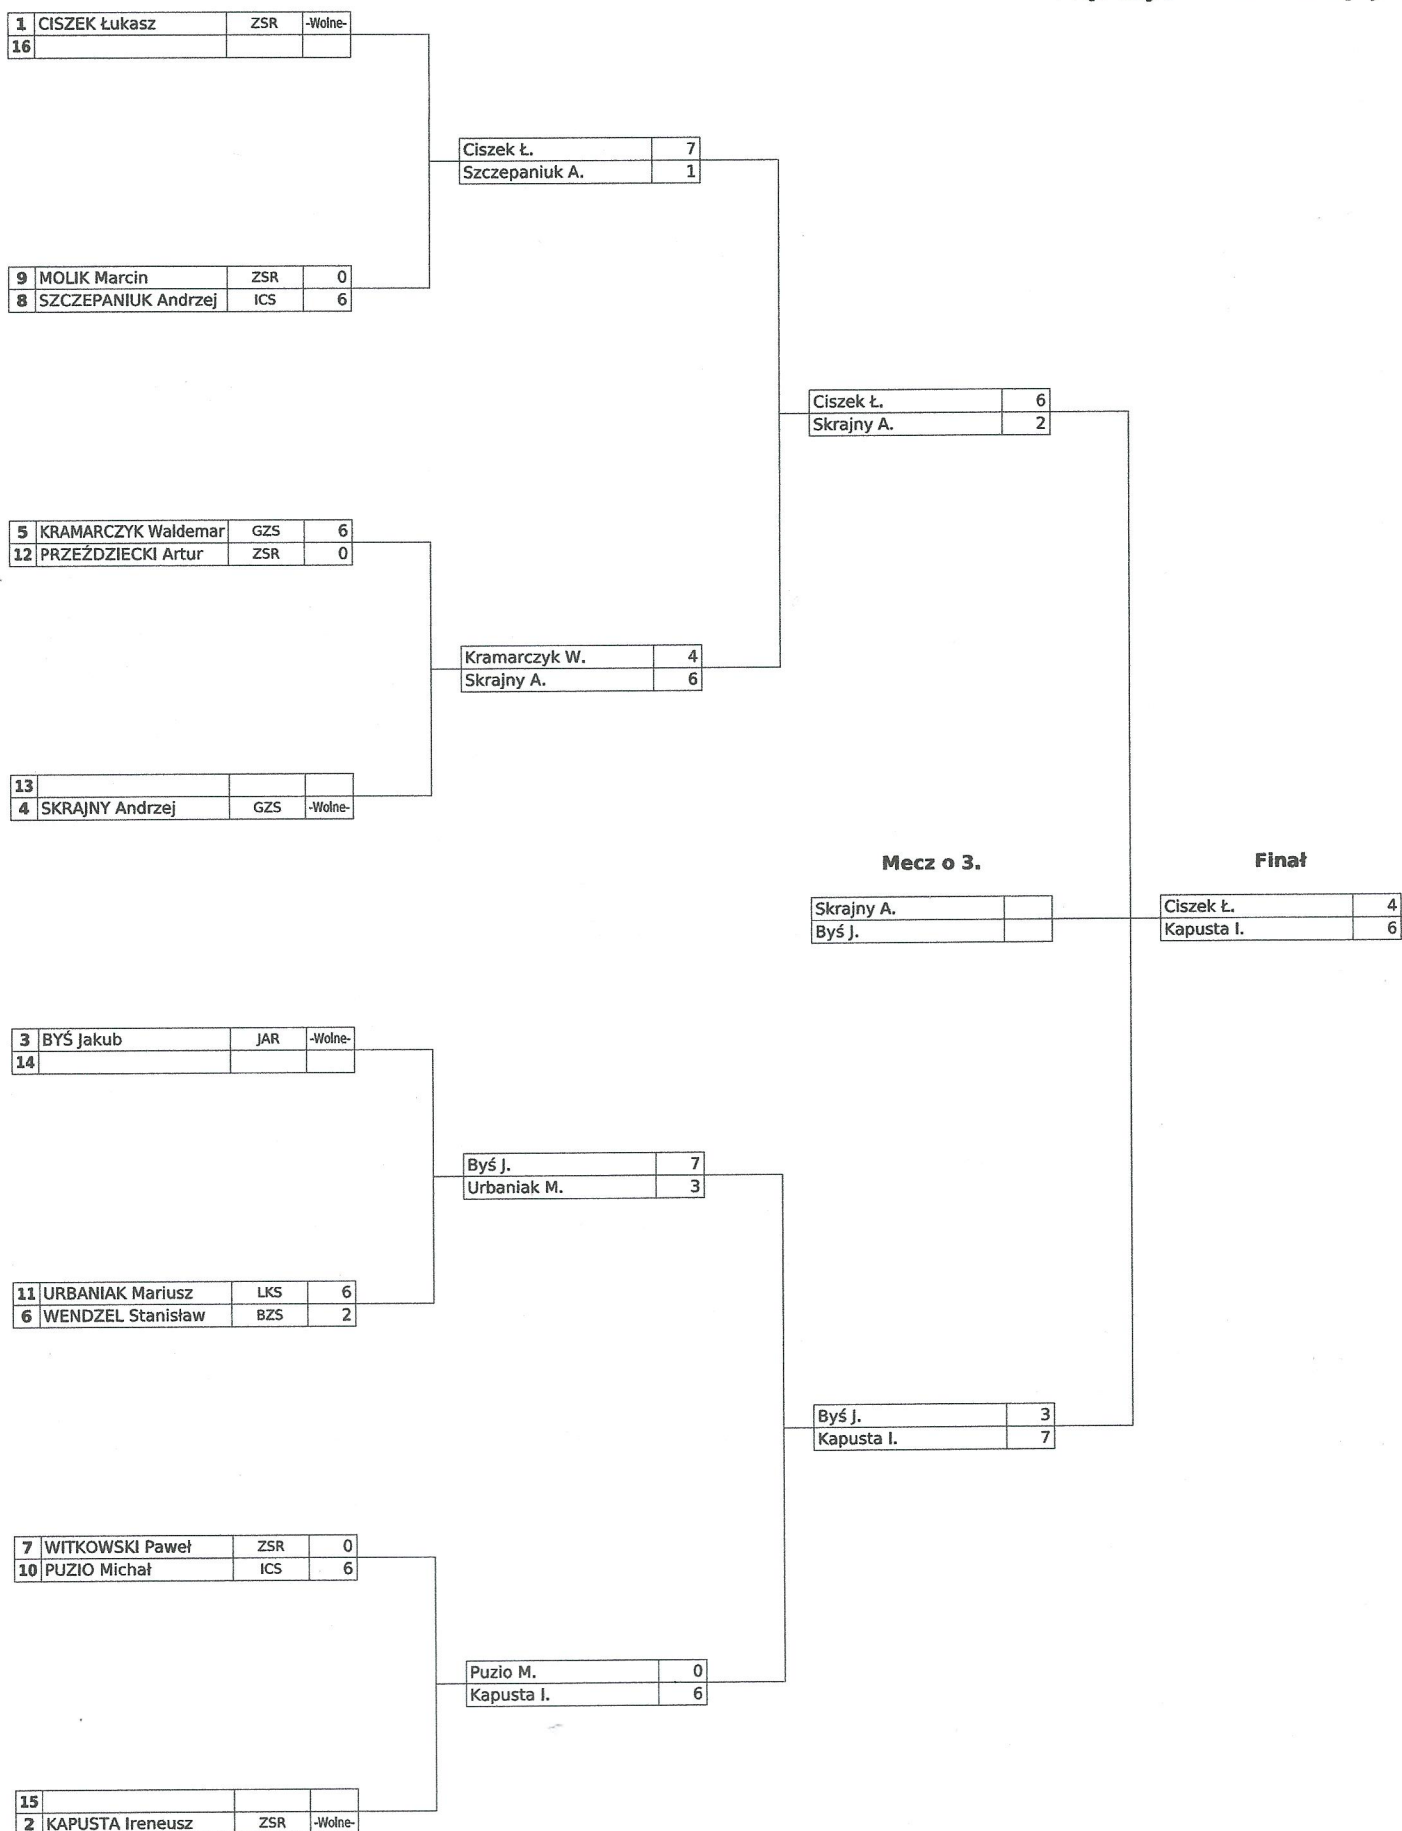 1 CISZEK Łukasz ZSR -Wolne-
16
Ciszek Ł. 7
Szczepaniuk A. 1
9 MOLIK Marcin ZSR 0
8 SZCZEPANIUK Andrzej ICS 6
Ciszek Ł. 6
Skrajny A. 2
5 KRAMARCZYK Waldemar GZS 6
12 PRZEŹDZIECKI Artur ZSR 0
Kramarczyk W. 4
Skrajny A. 6
13
4 SKRAJNY Andrzej GZS -Wolne-
Mecz o 3. Finał
Skrajny A. Ciszek Ł. 4
Byś J. Kapusta I. 6
3 BYŚ Jakub JAR -Wolne-
14
Byś J. 7
Urbaniak M. 3
11 URBANIAK Mariusz LKS 6
6 WENDZEL Stanisław BZS 2
Byś J. 3
Kapusta I. 7
7 WITKOWSKI Paweł ZSR 0
10 PUZIO Michał ICS 6
Puzio M. 0
Kapusta I. 6
15
2 KAPUSTA Ireneusz ZSR -Wolne-